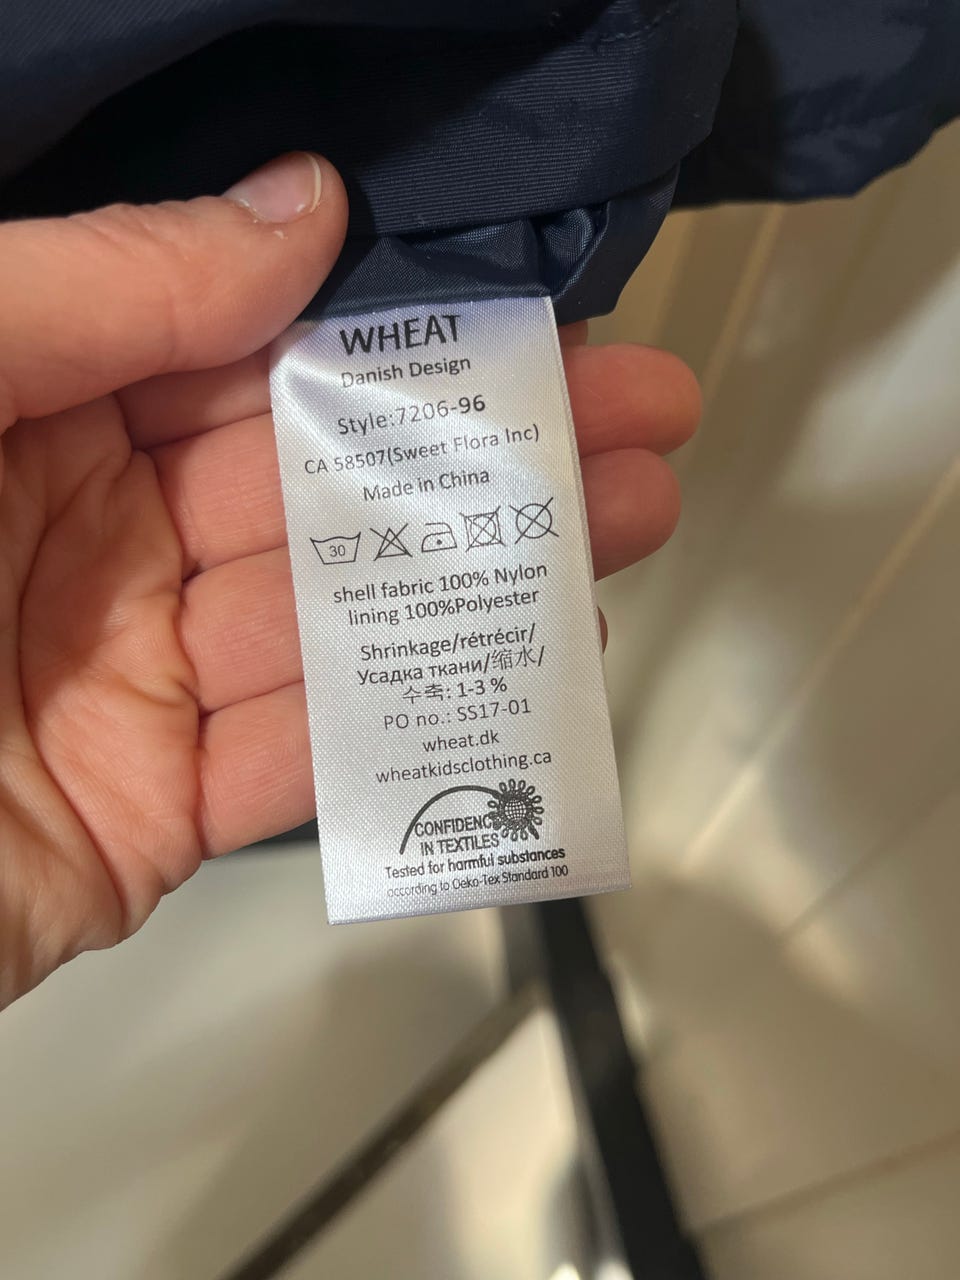 WHEAT
Danish Design
Style:7206-96
CA 58507(Sweet Flora Inc)
Made in China
30
shell fabric 100% Nylon
lining 100%Polyester
Shrinkage/rétrécir/
Усадка ткани/缩水/
수축: 1-3 %
PO no.: SS17-01
wheat.dk
wheatkidsclothing.ca
CONFIDENC
IN TEXTILES
Tested for harmful substances
according to Oeko-Tex Standard 100